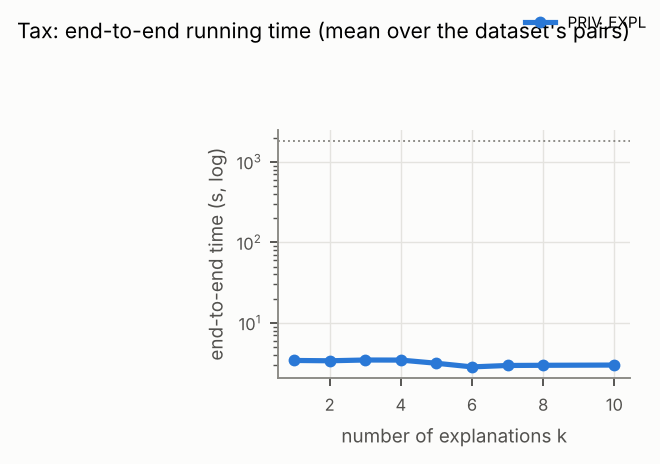 Tax: end-to-end running time (mean over the dataset's pairs)
PRIV_EXPL
end-to-end time (s, log)
10³
10²
10¹
2 4 6 8 10
number of explanations k